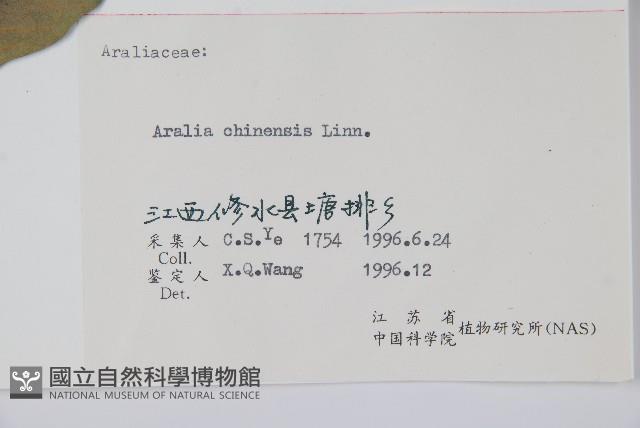 Araliaceae:
Aralia chinensis Linn.
江西修水县塘排乡
采集人 C.S.Ye 1754 1996.6.24
Coll.
鉴定人 X.Q.Wang 1996.12
Det.
江苏省
中国科学院 植物研究所(NAS)
國立自然科學博物館
NATIONAL MUSEUM OF NATURAL SCIENCE